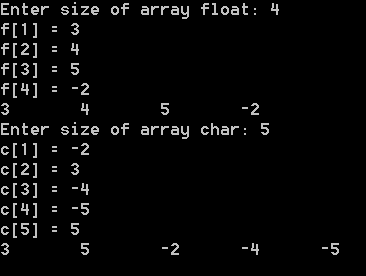 Enter size of array float: 4
f[1] = 3
f[2] = 4
f[3] = 5
f[4] = -2
3 4 5 -2
Enter size of array char: 5
c[1] = -2
c[2] = 3
c[3] = -4
c[4] = -5
c[5] = 5
3 5 -2 -4 -5